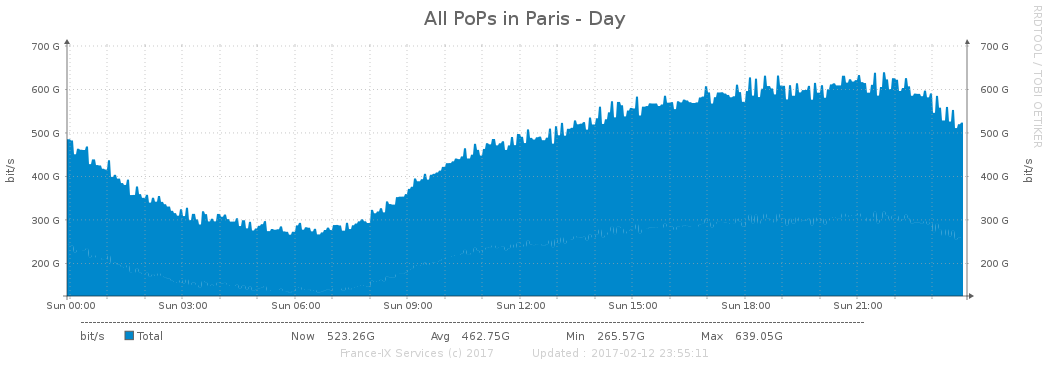 All PoPs in Paris - Day
RRDTOOL / TOBI OETIKER
700 G 700 G
600 G 600 G
500 G 500 G
400 G 400 G
300 G 300 G
200 G 200 G
bit/s
bit/s
Sun 00:00 Sun 03:00 Sun 06:00 Sun 09:00 Sun 12:00 Sun 15:00 Sun 18:00 Sun 21:00
bit/s Total Now 523.26G Avg 462.75G Min 265.57G Max 639.05G
France-IX Services (c) 2017 Updated : 2017-02-12 23:55:11